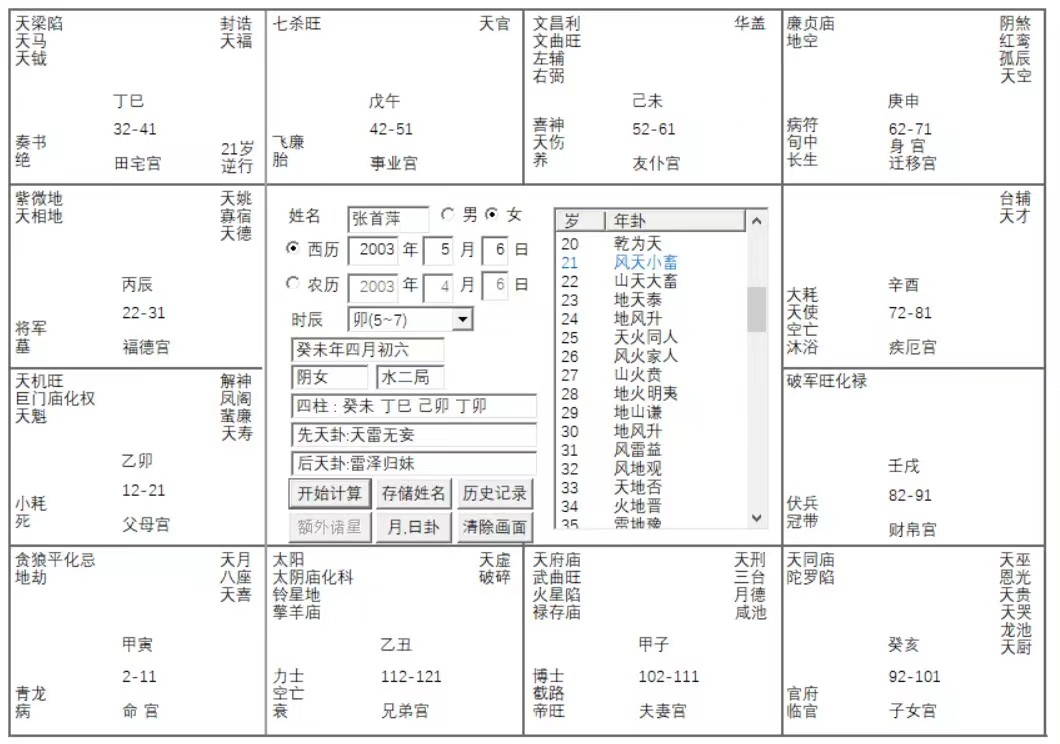 天梁陷 封诰
天马 天福
天钺
丁巳
32-41
奏书
绝
21岁
逆行
田宅宫
七杀旺 天官
戊午
42-51
飞廉
胎
事业宫
文昌利 华盖
文曲旺
左辅
右弼
己未
52-61
喜神
天伤
养
友仆宫
廉贞庙 阴煞
地空 红鸾
孤辰
天空
庚申
62-71
病符
旬中
长生
身 宫
迁移宫
紫微地 天姚
天相地 寡宿
天德
丙辰
22-31
将军
墓
福德宫
姓名 张首萍 男 女
西历 2003 年 5 月 6 日
农历 2003 年 4 月 6 日
时辰 卯(5~7)
癸未年四月初六
阴女 水二局
四柱 : 癸未 丁巳 己卯 丁卯
先天卦:天雷无妄
后天卦:雷泽归妹
开始计算 存储姓名 历史记录
额外诸星 月,日卦 清除画面
岁 年卦
20 乾为天
21 风天小畜
22 山天大畜
23 地天泰
24 地风升
25 天火同人
26 风火家人
27 山火贲
28 地火明夷
29 地山谦
30 地风升
31 风雷益
32 风地观
33 天地否
34 火地晋
35 雷地豫
台辅
天才
辛酉
72-81
大耗
天使
空亡
沐浴
疾厄宫
天机旺 解神
巨门庙化权 凤阁
天魁 蜚廉
天寿
乙卯
12-21
小耗
死
父母宫
破军旺化禄
壬戌
82-91
伏兵
冠带
财帛宫
贪狼平化忌 天月
地劫 八座
天喜
甲寅
2-11
青龙
病
命 宫
太阳 天虚
太阴庙化科 破碎
铃星地
擎羊庙
乙丑
112-121
力士
空亡
衰
兄弟宫
天府庙 天刑
武曲旺 三台
火星陷 月德
禄存庙 咸池
甲子
102-111
博士
截路
帝旺
夫妻宫
天同庙 天巫
陀罗陷 恩光
天贵
天哭
龙池
天厨
癸亥
92-101
官府
临官
子女宫